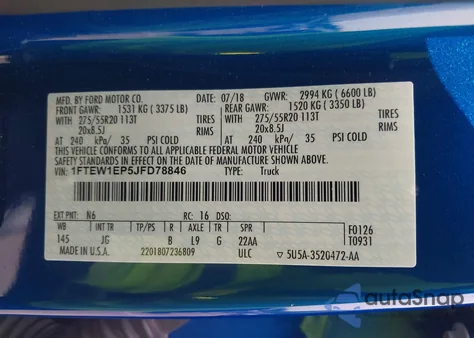 MFD. BY FORD MOTOR CO. DATE: 07/18 GVWR: 2994 KG ( 6600 LB)
FRONT GAWR: 1531 KG ( 3375 LB) REAR GAWR: 1520 KG ( 3350 LB)
WITH 275/55R20 113T TIRES WITH 275/55R20 113T TIRES
20x8.5J RIMS 20x8.5J RIMS
AT 240 kPa/ 35 PSI COLD AT 240 kPa/ 35 PSI COLD
THIS VEHICLE CONFORMS TO ALL APPLICABLE FEDERAL MOTOR VEHICLE
SAFETY STANDARDS IN EFFECT ON THE DATE OF MANUFACTURE SHOWN ABOVE.
VIN: 1FTEW1EP5JFD78846 TYPE: Truck
EXT PNT: N6 RC: 16 DSO:
WB INT TR TP/PS R AXLE TR SPR F0126
145 JG B L9 G 22AA T0931
MADE IN U.S.A. 2201807236809 ULC 5U5A-3520472-AA
autoSnap